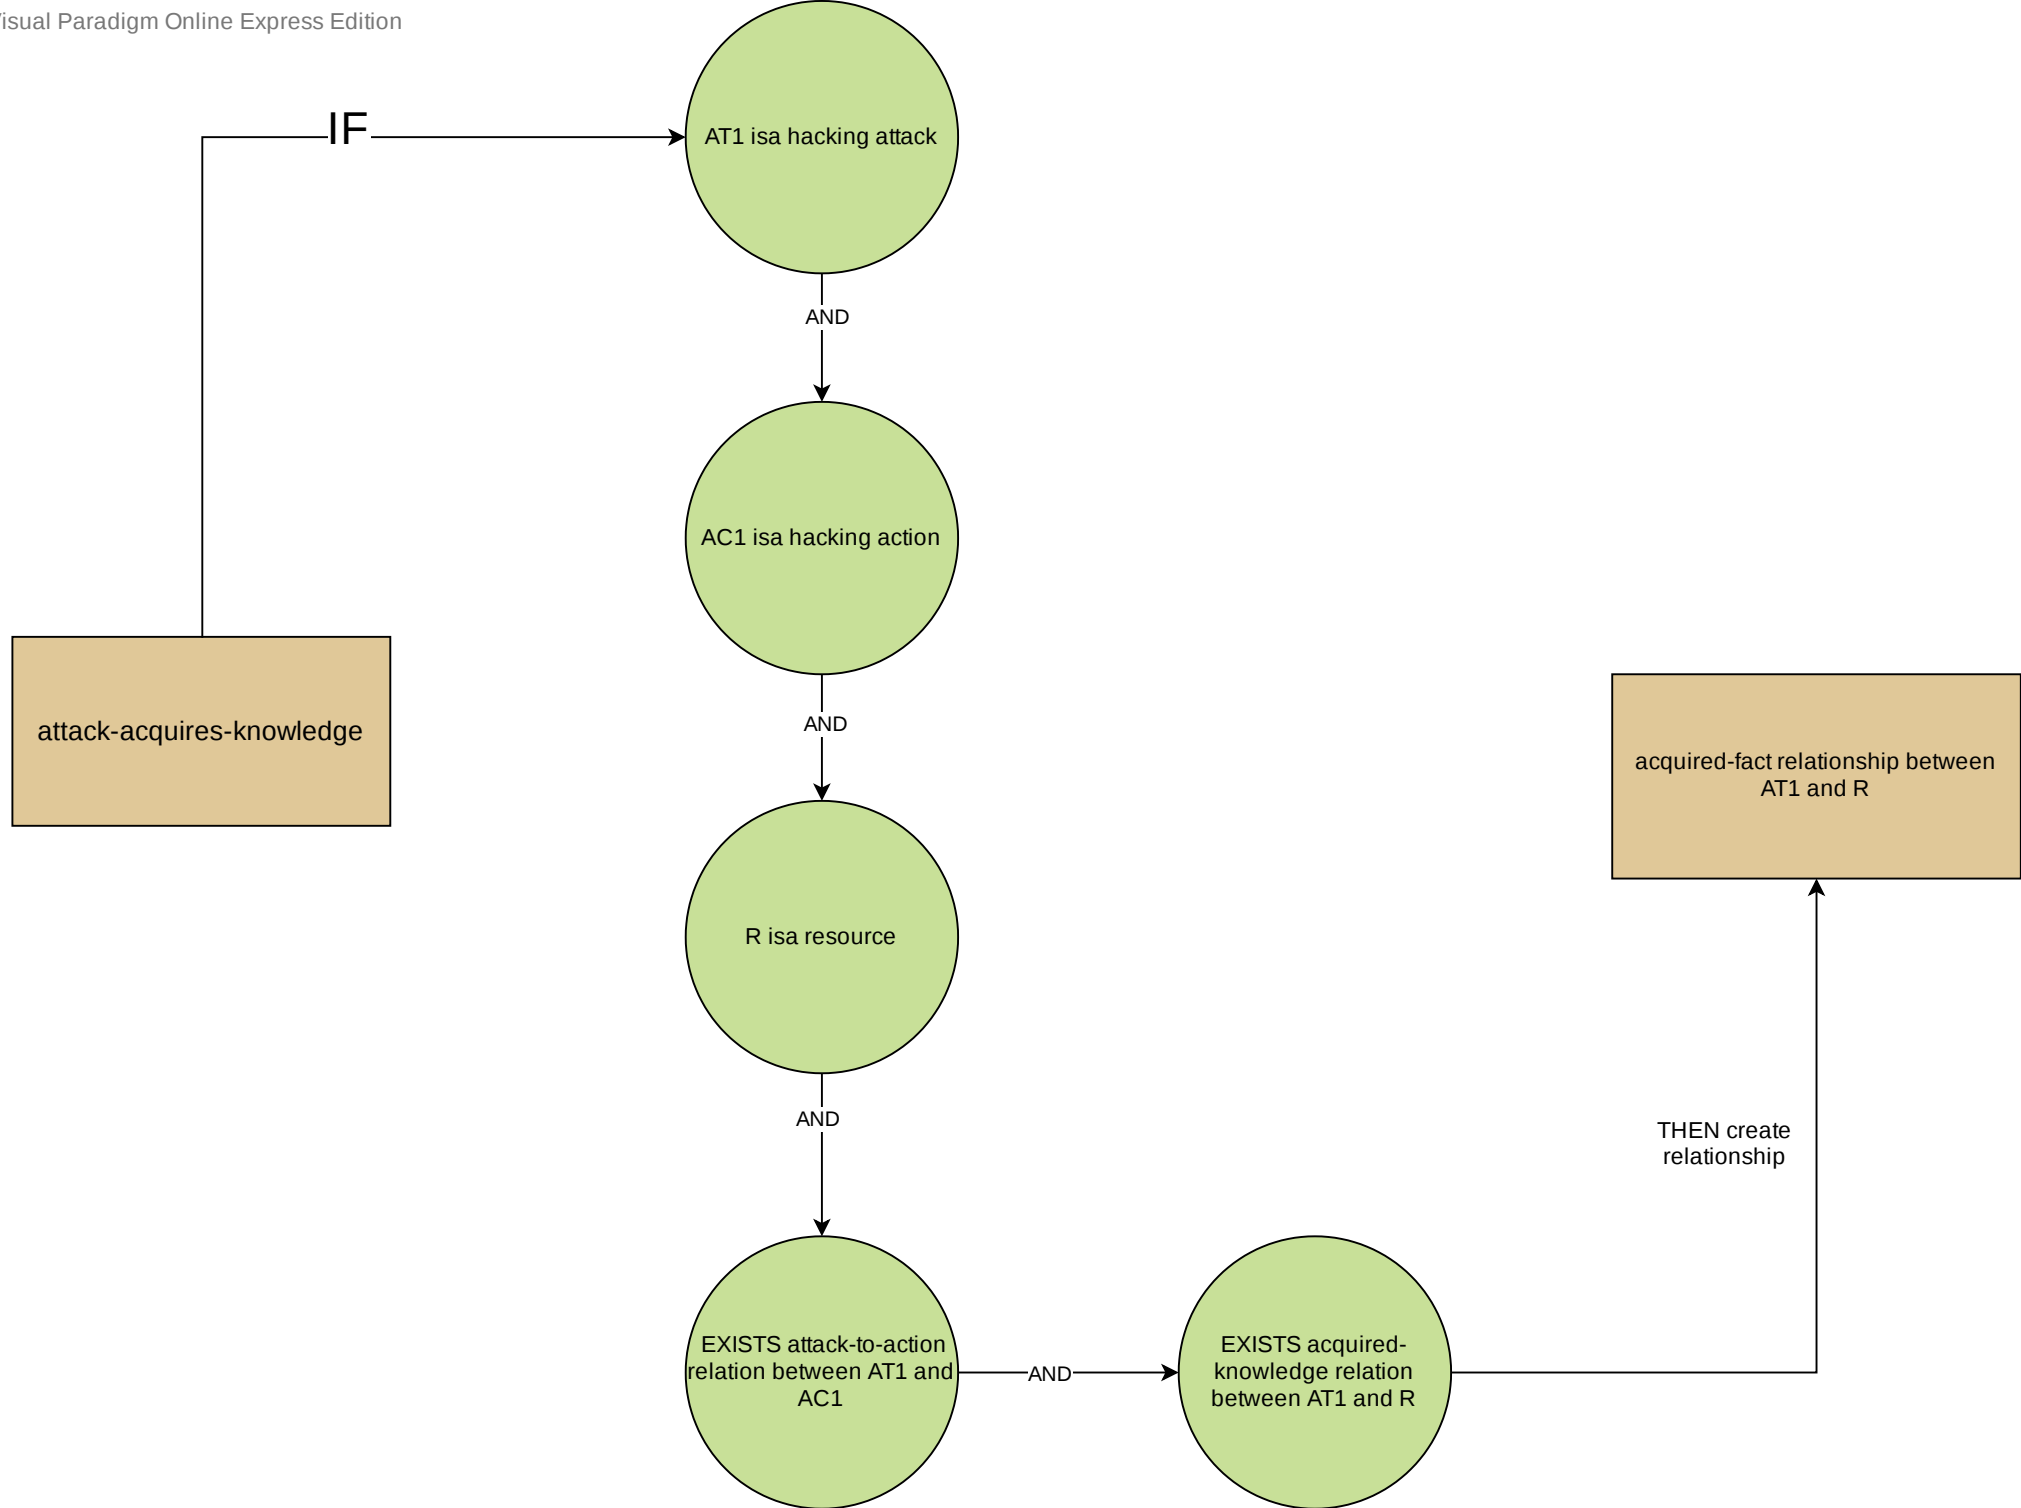 Visual Paradigm Online Express Edition
IF
AT1 isa hacking attack
AND
AC1 isa hacking action
AND
attack-acquires-knowledge
R isa resource
AND
EXISTS attack-to-action
relation between AT1 and
AC1
AND
EXISTS acquired-
knowledge relation
between AT1 and R
THEN create
relationship
acquired-fact relationship between
AT1 and R